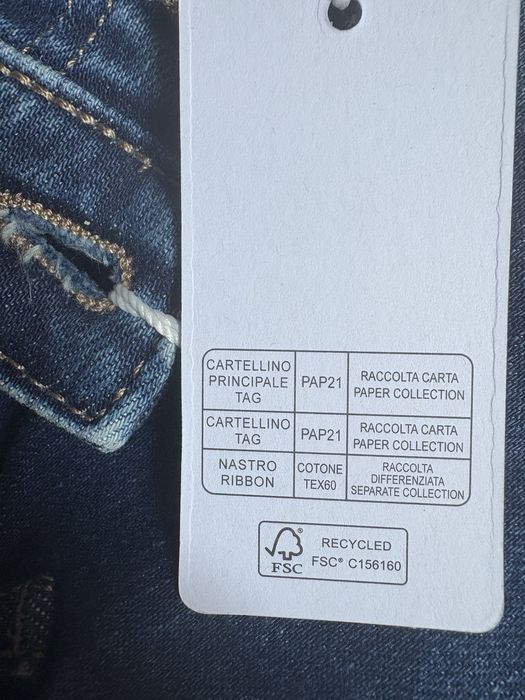 CARTELLINO
PRINCIPALE
TAG
PAP21
RACCOLTA CARTA
PAPER COLLECTION
CARTELLINO
TAG
PAP21
RACCOLTA CARTA
PAPER COLLECTION
NASTRO
RIBBON
COTONE
TEX60
RACCOLTA
DIFFERENZIATA
SEPARATE COLLECTION
FSC
RECYCLED
FSC® C156160